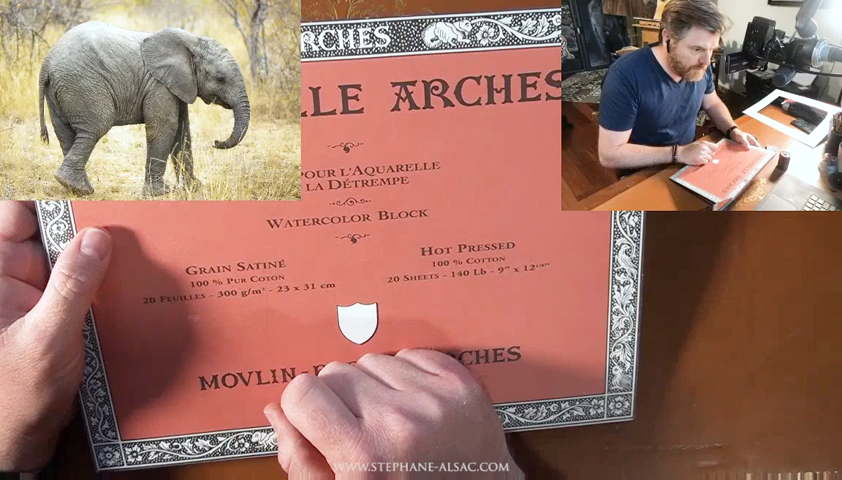 ARCHES
LLE ARCHES
POUR L'AQUARELLE
LA DÉTREMPE
WATERCOLOR BLOCK
GRAIN SATINÉ
100 % PUR COTON
20 FEUILLES - 300 g/m² - 23 x 31 cm
HOT PRESSED
100 % COTTON
20 SHEETS - 140 Lb - 9" x 12
MOVLIN- ARCHES
WWW.STEPHANE-ALSAC.COM